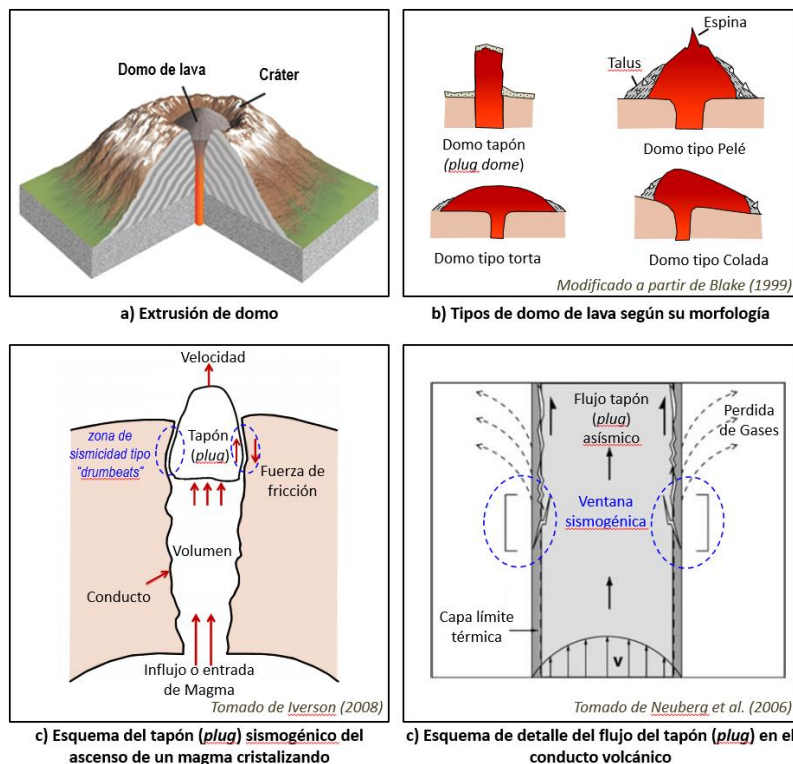 Domo de lava
Cráter
a) Extrusión de domo
Espina
Talus
Domo tapón
(plug dome)
Domo tipo Pelé
Domo tipo torta
Domo tipo Colada
Modificado a partir de Blake (1999)
b) Tipos de domo de lava según su morfología
Velocidad
zona de
sismicidad tipo
“drumbeats”
Tapón
(plug)
Fuerza de
fricción
Volumen
Conducto
Influjo o entrada
de Magma
Tomado de Iverson (2008)
c) Esquema del tapón (plug) sismogénico del
ascenso de un magma cristalizando
Flujo tapón
(plug)
asísmico
Perdida
de Gases
Ventana
sismogénica
Capa límite
térmica
v
Tomado de Neuberg et al. (2006)
c) Esquema de detalle del flujo del tapón (plug) en el
conducto volcánico